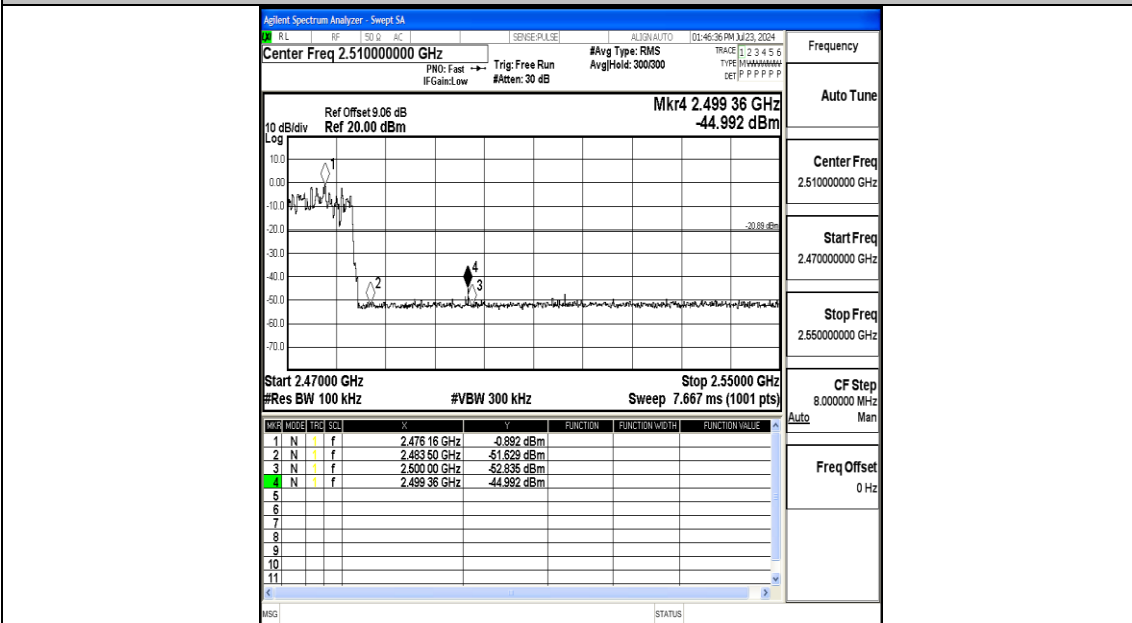 Agilent Spectrum Analyzer - Swept SA
RL RF 50 Ω AC SENSE:PULSE ALIGN AUTO 01:46:36 PM Jul 23, 2024
Center Freq 2.510000000 GHz
PNO: Fast
IFGain:Low
Trig: Free Run
#Atten: 30 dB
#Avg Type: RMS
Avg|Hold: 300/300
TRACE 1 2 3 4 5 6
TYPE M WWWWW
DET P P P P P P
Frequency
Auto Tune
Center Freq
2.510000000 GHz
Start Freq
2.470000000 GHz
Stop Freq
2.550000000 GHz
CF Step
8.000000 MHz
Auto Man
Freq Offset
0 Hz
Mkr4 2.499 36 GHz
-44.992 dBm
Ref Offset 9.06 dB
10 dB/div Ref 20.00 dBm
Log
10.0
0.00
-10.0
-20.0
-30.0
-40.0
-50.0
-60.0
-70.0
1
2
4
3
-20.89 dBm
Start 2.47000 GHz Stop 2.55000 GHz
#Res BW 100 kHz #VBW 300 kHz Sweep 7.667 ms (1001 pts)
MKR MODE TRC SCL X Y FUNCTION FUNCTION WIDTH FUNCTION VALUE
1 N 1 f 2.476 16 GHz -0.892 dBm
2 N 1 f 2.483 50 GHz -51.629 dBm
3 N 1 f 2.500 00 GHz -52.835 dBm
4 N 1 f 2.499 36 GHz -44.992 dBm
5
6
7
8
9
10
11
MSG STATUS